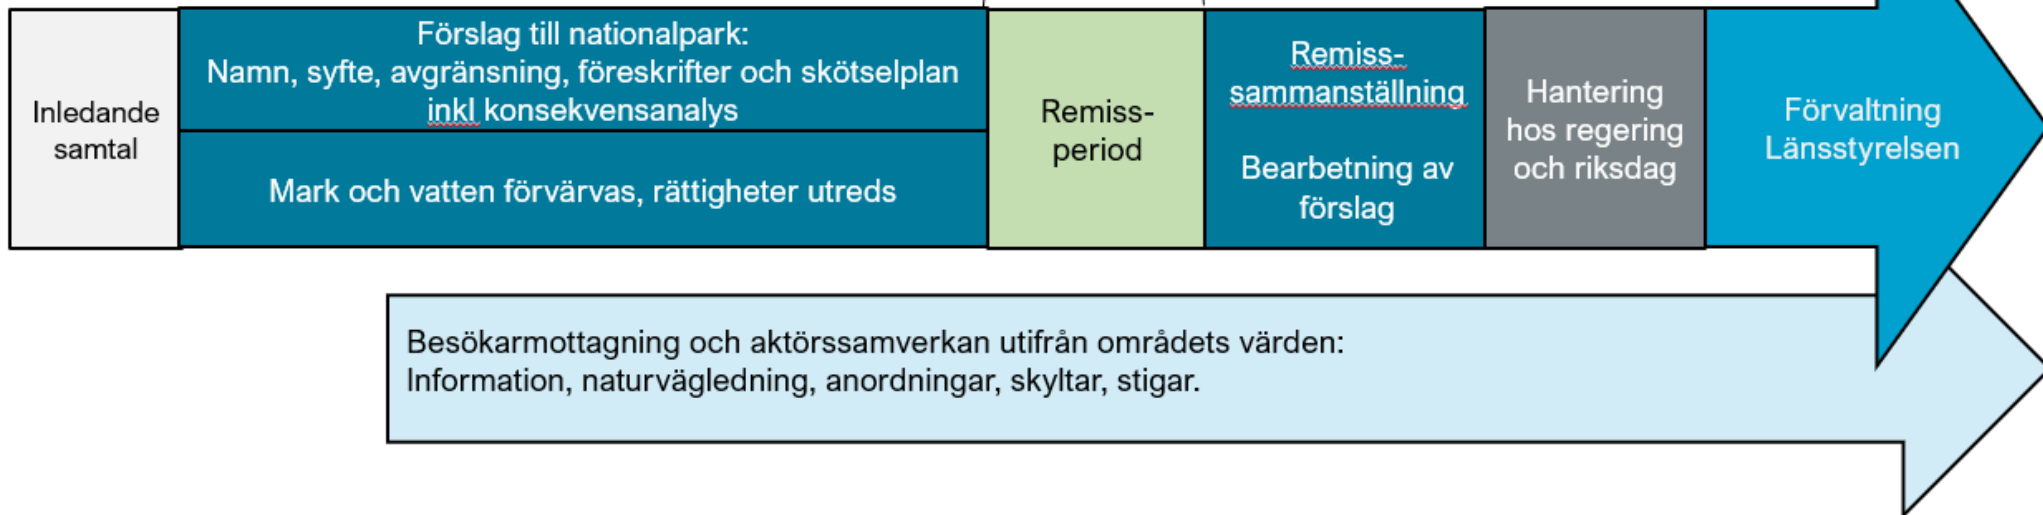 Inledande
samtal
Förslag till nationalpark:
Namn, syfte, avgränsning, föreskrifter och skötselplan
inkl konsekvensanalys
Mark och vatten förvärvas, rättigheter utreds
Remiss-
period
Remiss-
sammanställning
Bearbetning av
förslag
Hantering
hos regering
och riksdag
Förvaltning
Länsstyrelsen
Besökarmottagning och aktörssamverkan utifrån områdets värden:
Information, naturvägledning, anordningar, skyltar, stigar.